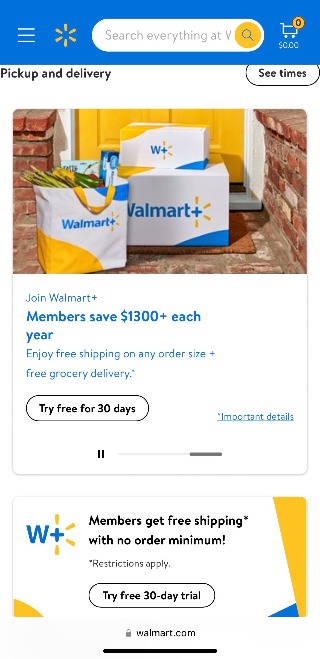 Search everything at W
0
$0.00
Pickup and delivery
See times
W+
Walmart+
Walmart+
Join Walmart+
Members save $1300+ each
year
Enjoy free shipping on any order size +
free grocery delivery.*
Try free for 30 days
*Important details
W+
Members get free shipping*
with no order minimum!
*Restrictions apply.
Try free 30-day trial
walmart.com